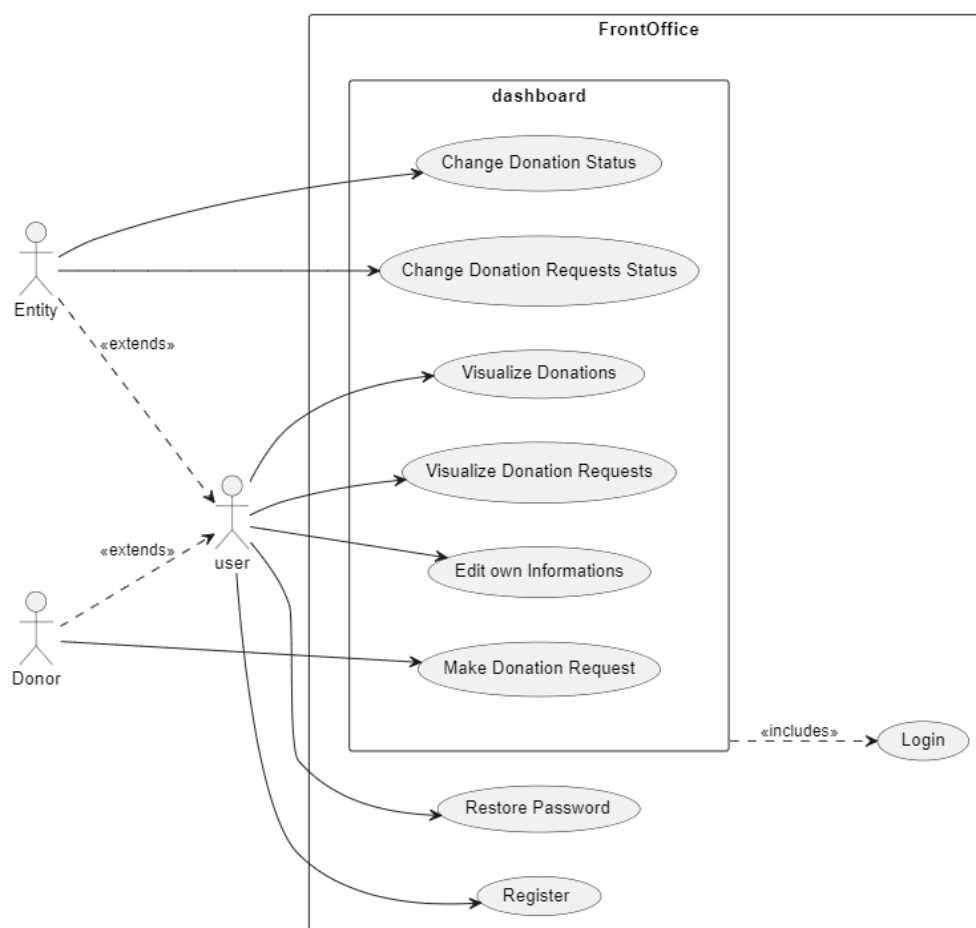 FrontOffice
dashboard
Change Donation Status
Entity
Change Donation Requests Status
«extends»
Visualize Donations
Visualize Donation Requests
user
«extends»
Edit own Informations
Donor
Make Donation Request
«includes»
Login
Restore Password
Register